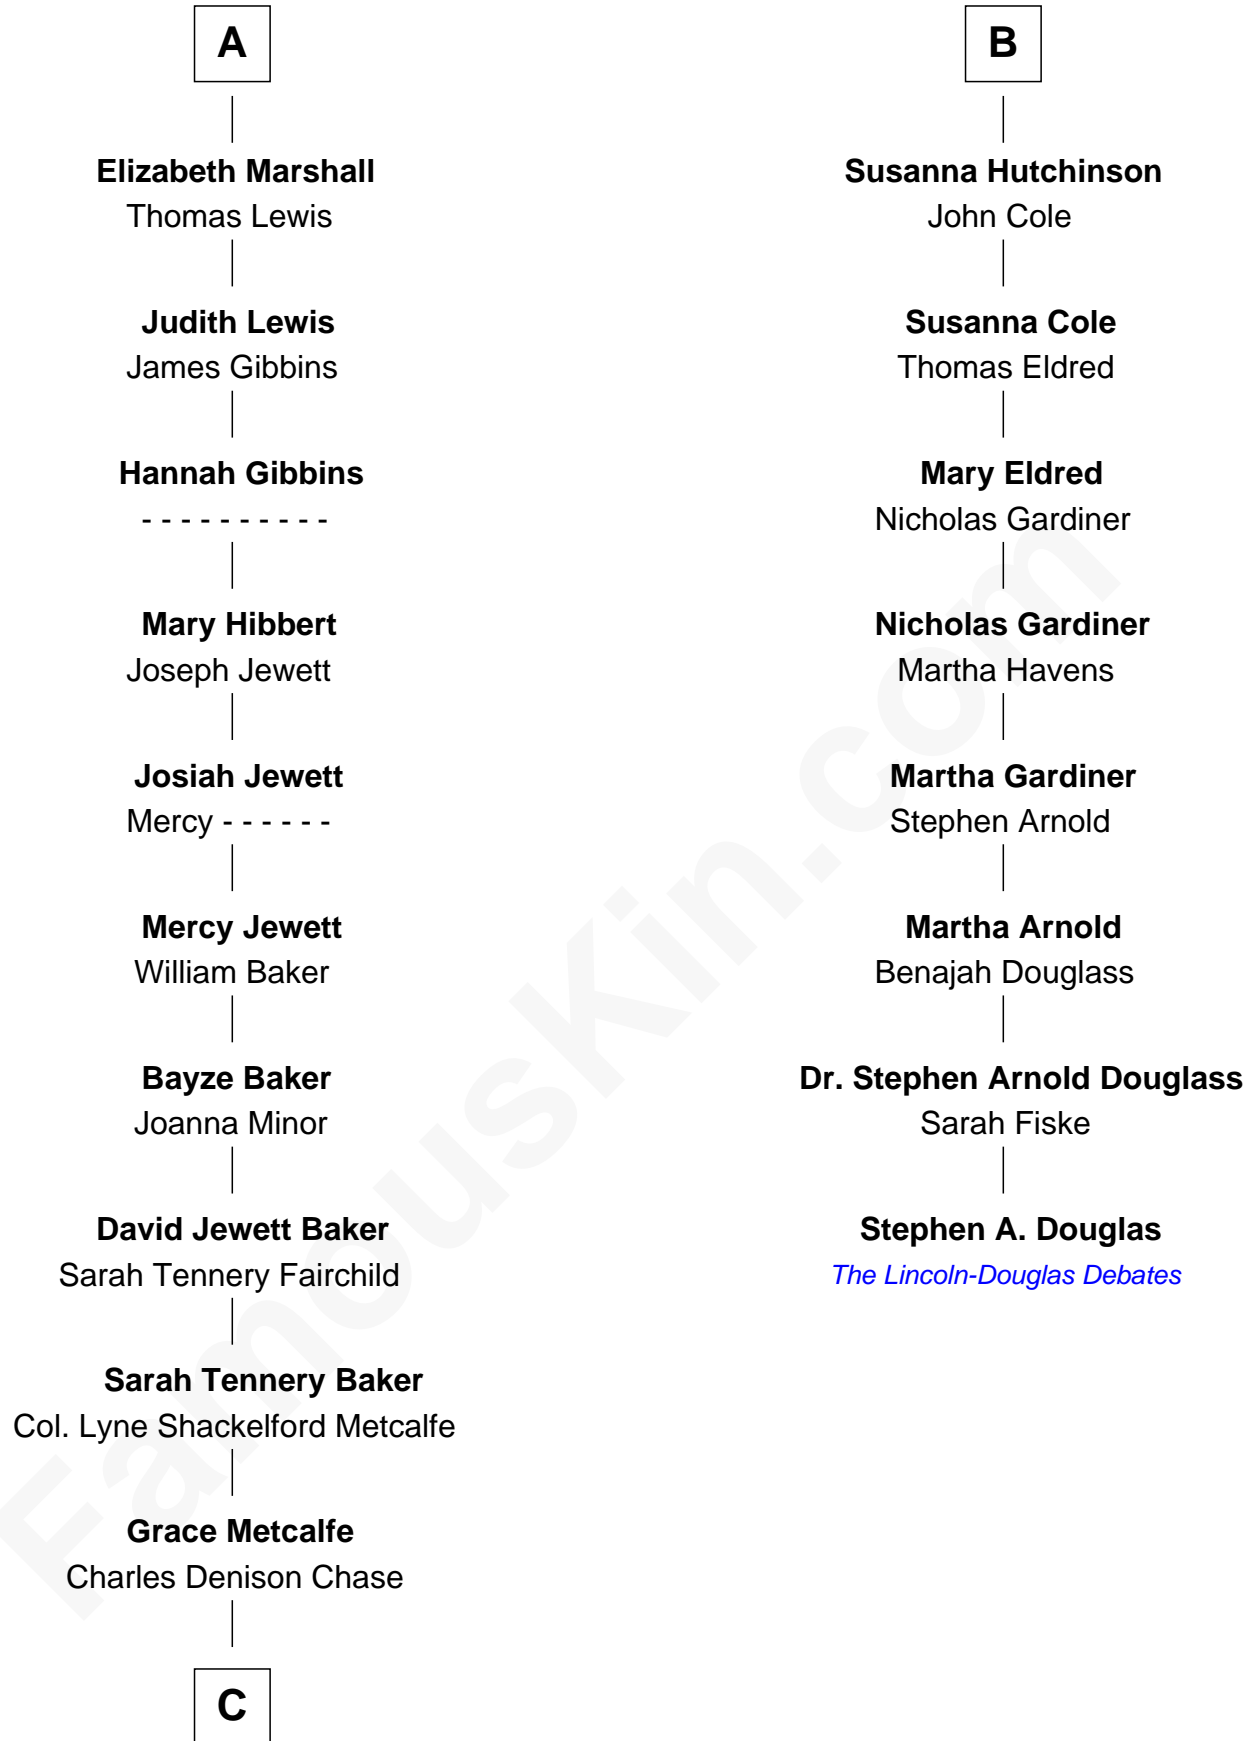 A
Elizabeth Marshall
Thomas Lewis
Judith Lewis
James Gibbins
Hannah Gibbins
- - - - - - - - - -
Mary Hibbert
Joseph Jewett
Josiah Jewett
Mercy - - - - - -
Mercy Jewett
William Baker
Bayze Baker
Joanna Minor
David Jewett Baker
Sarah Tennery Fairchild
Sarah Tennery Baker
Col. Lyne Shackelford Metcalfe
Grace Metcalfe
Charles Denison Chase
C
B
Susanna Hutchinson
John Cole
Susanna Cole
Thomas Eldred
Mary Eldred
Nicholas Gardiner
Nicholas Gardiner
Martha Havens
Martha Gardiner
Stephen Arnold
Martha Arnold
Benajah Douglass
Dr. Stephen Arnold Douglass
Sarah Fiske
Stephen A. Douglas
The Lincoln-Douglas Debates
FamousKin.com